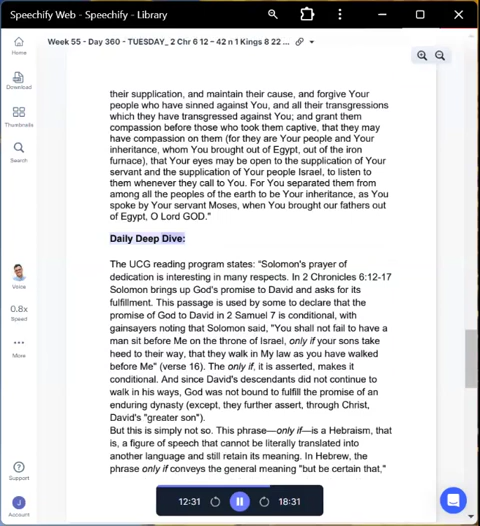 Speechify Web - Speechify - Library
Week 55 - Day 360 - TUESDAY_ 2 Chr 6 12 – 42 n 1 Kings 8 22 ...
Home
Download
Thumbnails
Search
Voice
0.8x
Speed
More
Support
J
Account
their supplication, and maintain their cause, and forgive Your
people who have sinned against You, and all their transgressions
which they have transgressed against You; and grant them
compassion before those who took them captive, that they may
have compassion on them (for they are Your people and Your
inheritance, whom You brought out of Egypt, out of the iron
furnace), that Your eyes may be open to the supplication of Your
servant and the supplication of Your people Israel, to listen to
them whenever they call to You. For You separated them from
among all the peoples of the earth to be Your inheritance, as You
spoke by Your servant Moses, when You brought our fathers out
of Egypt, O Lord GOD."
Daily Deep Dive:
The UCG reading program states: “Solomon's prayer of
dedication is interesting in many respects. In 2 Chronicles 6:12-17
Solomon brings up God's promise to David and asks for its
fulfillment. This passage is used by some to declare that the
promise of God to David in 2 Samuel 7 is conditional, with
gainsayers noting that Solomon said, "You shall not fail to have a
man sit before Me on the throne of Israel, only if your sons take
heed to their way, that they walk in My law as you have walked
before Me" (verse 16). The only if, it is asserted, makes it
conditional. And since David's descendants did not continue to
walk in his ways, God was not bound to fulfill the promise of an
enduring dynasty (except, they further assert, through Christ,
David's "greater son").
But this is simply not so. This phrase—only if—is a Hebraism, that
is, a figure of speech that cannot be literally translated into
another language and still retain its meaning. In Hebrew, the
phrase only if conveys the general meaning "but be certain that,"
12:31
18:31